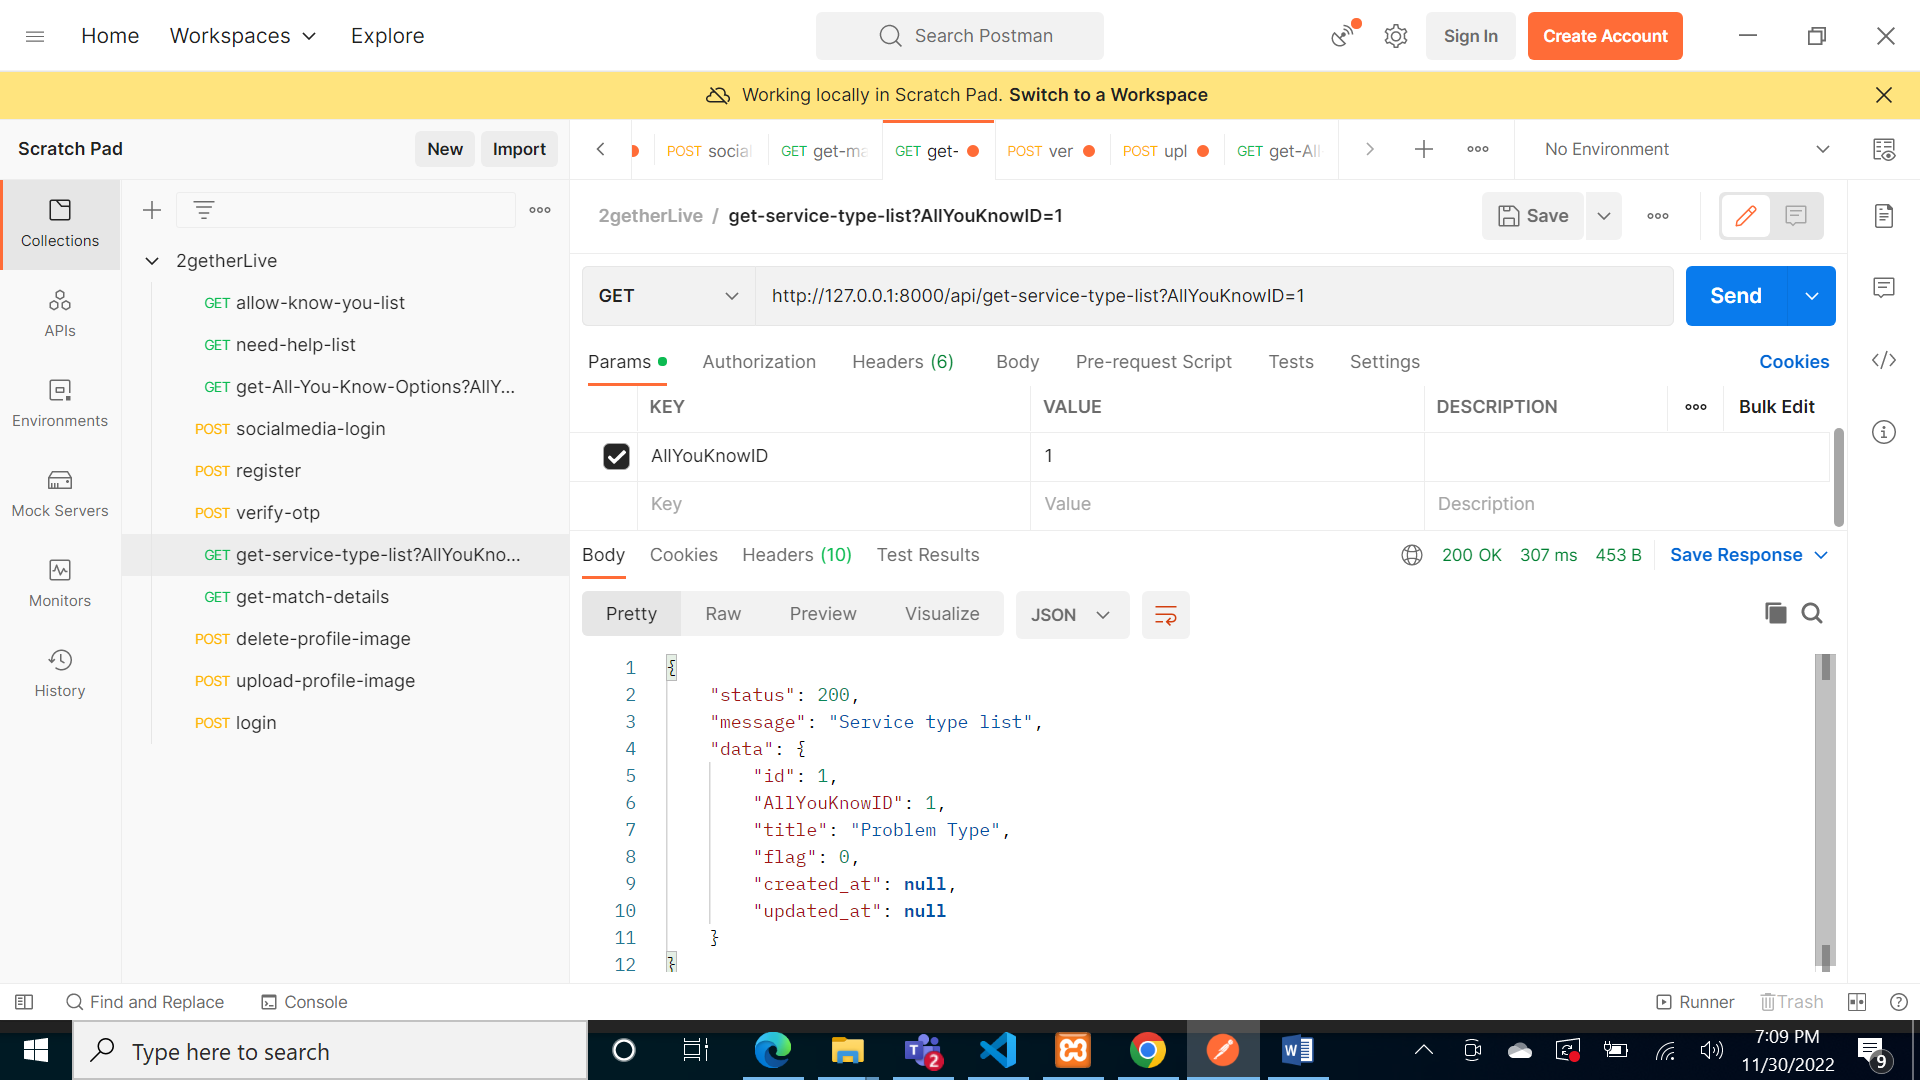 Home Workspaces Explore Search Postman Sign In Create Account
Working locally in Scratch Pad. Switch to a Workspace
Scratch Pad New Import
POST social GET get-ma GET get- POST ver POST upl GET get-All No Environment
Collections
APIs
Environments
Mock Servers
Monitors
History
2getherLive
GET allow-know-you-list
GET need-help-list
GET get-All-You-Know-Options?AllY...
POST socialmedia-login
POST register
POST verify-otp
GET get-service-type-list?AllYouKno...
GET get-match-details
POST delete-profile-image
POST upload-profile-image
POST login
2getherLive / get-service-type-list?AllYouKnowID=1 Save
GET http://127.0.0.1:8000/api/get-service-type-list?AllYouKnowID=1 Send
Params Authorization Headers (6) Body Pre-request Script Tests Settings Cookies
KEY VALUE DESCRIPTION Bulk Edit
AllYouKnowID 1
Key Value Description
Body Cookies Headers (10) Test Results 200 OK 307 ms 453 B Save Response
Pretty Raw Preview Visualize JSON
1 {
2 "status": 200,
3 "message": "Service type list",
4 "data": {
5 "id": 1,
6 "AllYouKnowID": 1,
7 "title": "Problem Type",
8 "flag": 0,
9 "created_at": null,
10 "updated_at": null
11 }
12 }
Find and Replace Console Runner Trash
Type here to search
2
7:09 PM
11/30/2022
9